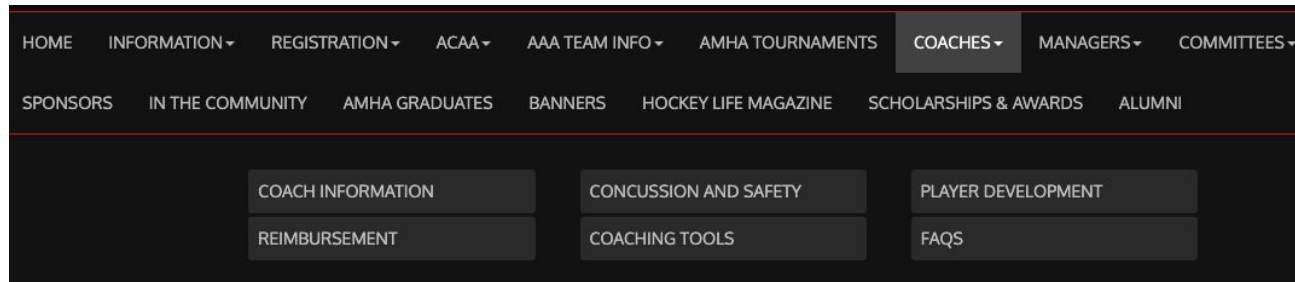 HOME INFORMATION REGISTRATION ACAA AAA TEAM INFO AMHA TOURNAMENTS COACHES MANAGERS COMMITTEES
SPONSORS IN THE COMMUNITY AMHA GRADUATES BANNERS HOCKEY LIFE MAGAZINE SCHOLARSHIPS & AWARDS ALUMNI
COACH INFORMATION CONCUSSION AND SAFETY PLAYER DEVELOPMENT
REIMBURSEMENT COACHING TOOLS FAQS